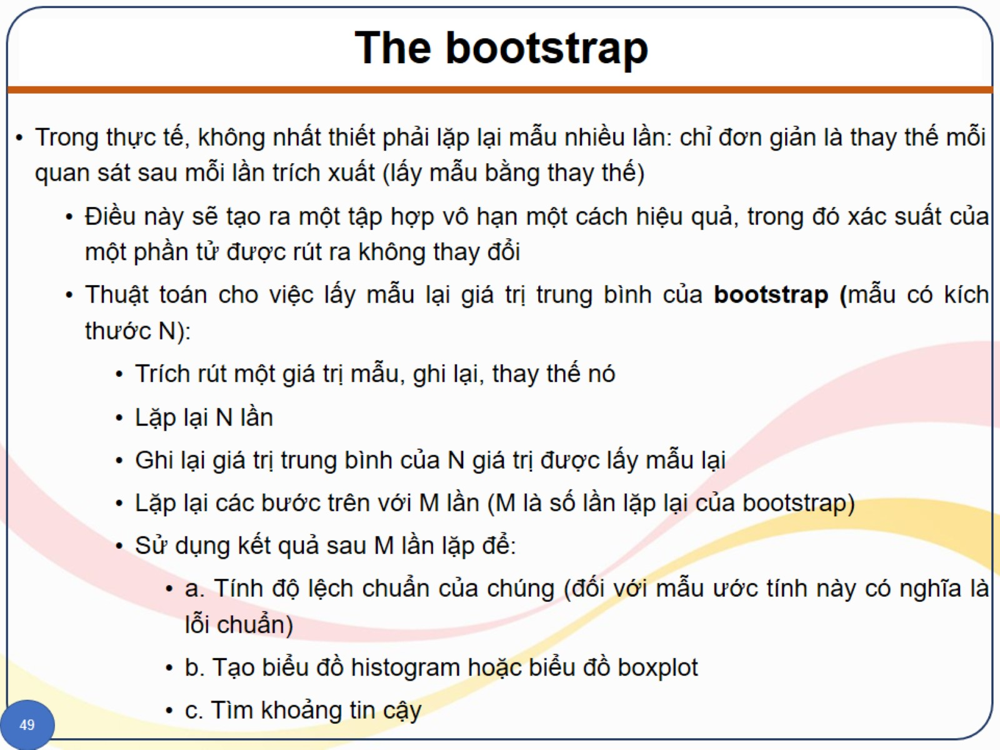 The bootstrap
• Trong thực tế, không nhất thiết phải lặp lại mẫu nhiều lần: chỉ đơn giản là thay thế mỗi
quan sát sau mỗi lần trích xuất (lấy mẫu bằng thay thế)
• Điều này sẽ tạo ra một tập hợp vô hạn một cách hiệu quả, trong đó xác suất của
một phần tử được rút ra không thay đổi
• Thuật toán cho việc lấy mẫu lại giá trị trung bình của bootstrap (mẫu có kích
thước N):
• Trích rút một giá trị mẫu, ghi lại, thay thế nó
• Lặp lại N lần
• Ghi lại giá trị trung bình của N giá trị được lấy mẫu lại
• Lặp lại các bước trên với M lần (M là số lần lặp lại của bootstrap)
• Sử dụng kết quả sau M lần lặp để:
• a. Tính độ lệch chuẩn của chúng (đối với mẫu ước tính này có nghĩa là
lỗi chuẩn)
• b. Tạo biểu đồ histogram hoặc biểu đồ boxplot
• c. Tìm khoảng tin cậy
49